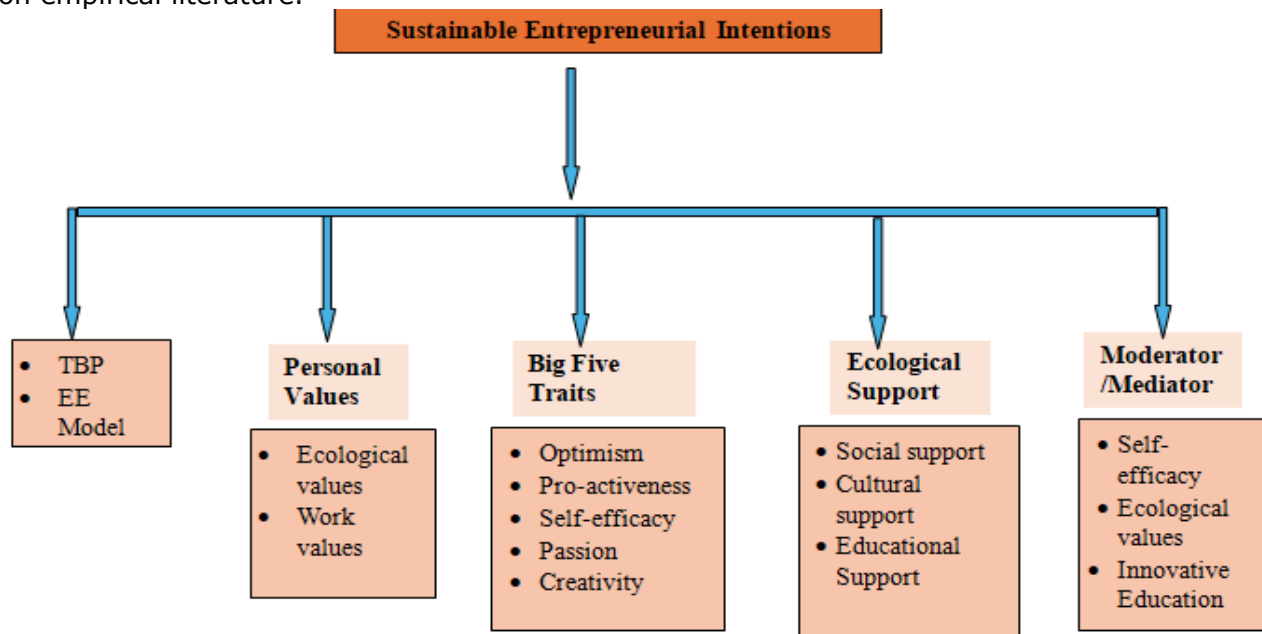 on empirical literature.
Sustainable Entrepreneurial Intentions
• TBP
• EE
Model
Personal
Values
• Ecological
values
• Work
values
Big Five
Traits
• Optimism
• Pro-activeness
• Self-efficacy
• Passion
• Creativity
Ecological
Support
• Social support
• Cultural
support
• Educational
Support
Moderator
/Mediator
• Self-
efficacy
• Ecological
values
• Innovative
Education